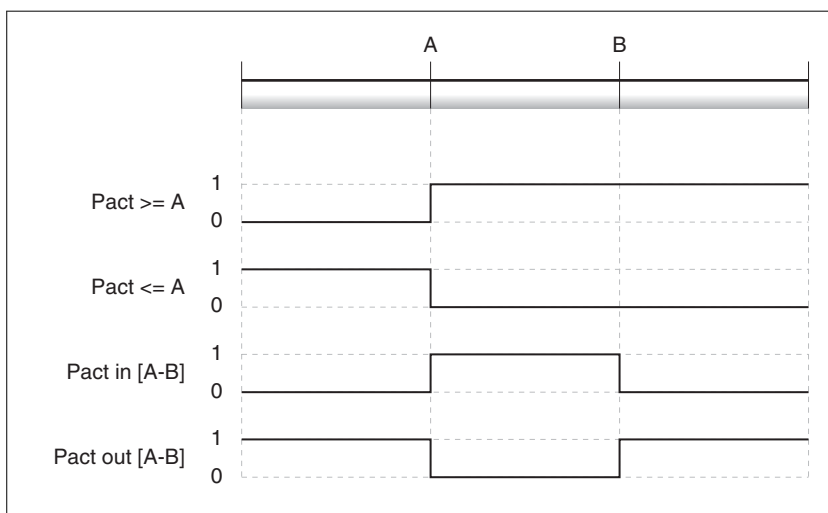 A B
1
Pact >= A
0
1
Pact <= A
0
1
Pact in [A-B]
0
1
Pact out [A-B]
0